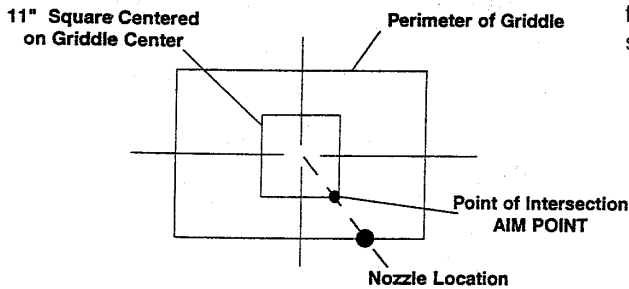 11" Square Centered
on Griddle Center
Perimeter of Griddle
f
s
Point of Intersection
AIM POINT
Nozzle Location